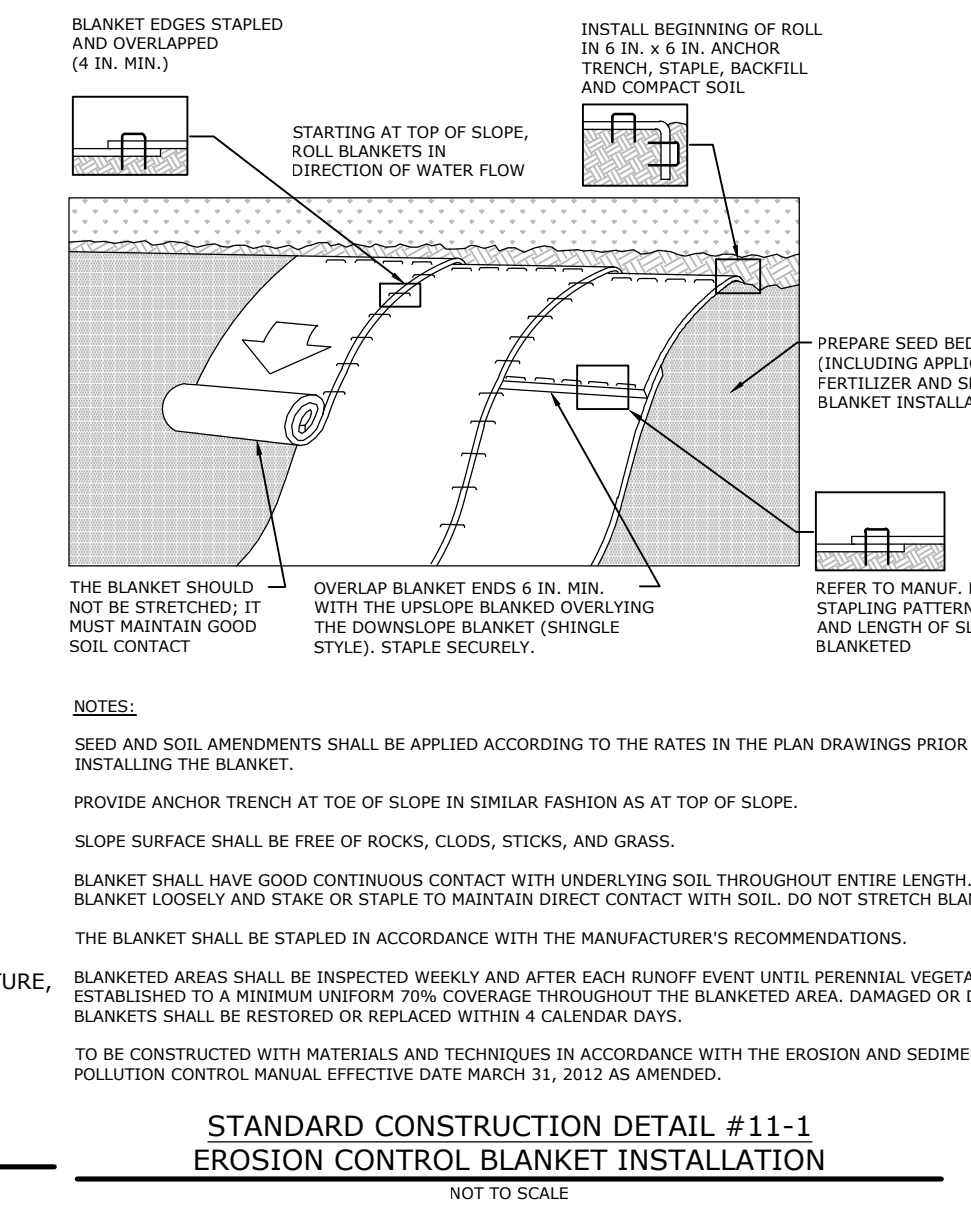 BLANKET EDGES STAPLED
AND OVERLAPPED
(4 IN. MIN.)
INSTALL BEGINNING OF ROLL
IN 6 IN. x 6 IN. ANCHOR
TRENCH, STAPLE, BACKFILL
AND COMPACT SOIL
STARTING AT TOP OF SLOPE,
ROLL BLANKETS IN
DIRECTION OF WATER FLOW
PREPARE SEED BED
(INCLUDING
FERTILIZER AND
BLANKET
THE BLANKET SHOULD
NOT BE STRETCHED; IT
MUST MAINTAIN GOOD
SOIL CONTACT
OVERLAP BLANKET ENDS 6 IN. MIN.
WITH THE UPSLOPE BLANKED OVERLYING
THE DOWNSLOPE BLANKET (SHINGLE
STYLE). STAPLE SECURELY.
REFER TO MANUF.
STAPLING PATTERN
AND LENGTH OF
BLANKETED
NOTES:
SEED AND SOIL AMENDMENTS SHALL BE APPLIED ACCORDING TO THE RATES IN THE PLAN DRAWINGS PRIOR
INSTALLING THE BLANKET.
PROVIDE ANCHOR TRENCH AT TOE OF SLOPE IN SIMILAR FASHION AS AT TOP OF SLOPE.
SLOPE SURFACE SHALL BE FREE OF ROCKS, CLODS, STICKS, AND GRASS.
BLANKET SHALL HAVE GOOD CONTINUOUS CONTACT WITH UNDERLYING SOIL THROUGHOUT ENTIRE LENGTH.
BLANKET LOOSELY AND STAKE OR STAPLE TO MAINTAIN DIRECT CONTACT WITH SOIL. DO NOT STRETCH
THE BLANKET SHALL BE STAPLED IN ACCORDANCE WITH THE MANUFACTURER'S RECOMMENDATIONS.
TURE,
BLANKETED AREAS SHALL BE INSPECTED WEEKLY AND AFTER EACH RUNOFF EVENT UNTIL PERENNIAL
ESTABLISHED TO A MINIMUM UNIFORM 70% COVERAGE THROUGHOUT THE BLANKETED AREA. DAMAGED OR
BLANKETS SHALL BE RESTORED OR REPLACED WITHIN 4 CALENDAR DAYS.
TO BE CONSTRUCTED WITH MATERIALS AND TECHNIQUES IN ACCORDANCE WITH THE EROSION AND
POLLUTION CONTROL MANUAL EFFECTIVE DATE MARCH 31, 2012 AS AMENDED.
STANDARD CONSTRUCTION DETAIL #11-1
EROSION CONTROL BLANKET INSTALLATION
NOT TO SCALE